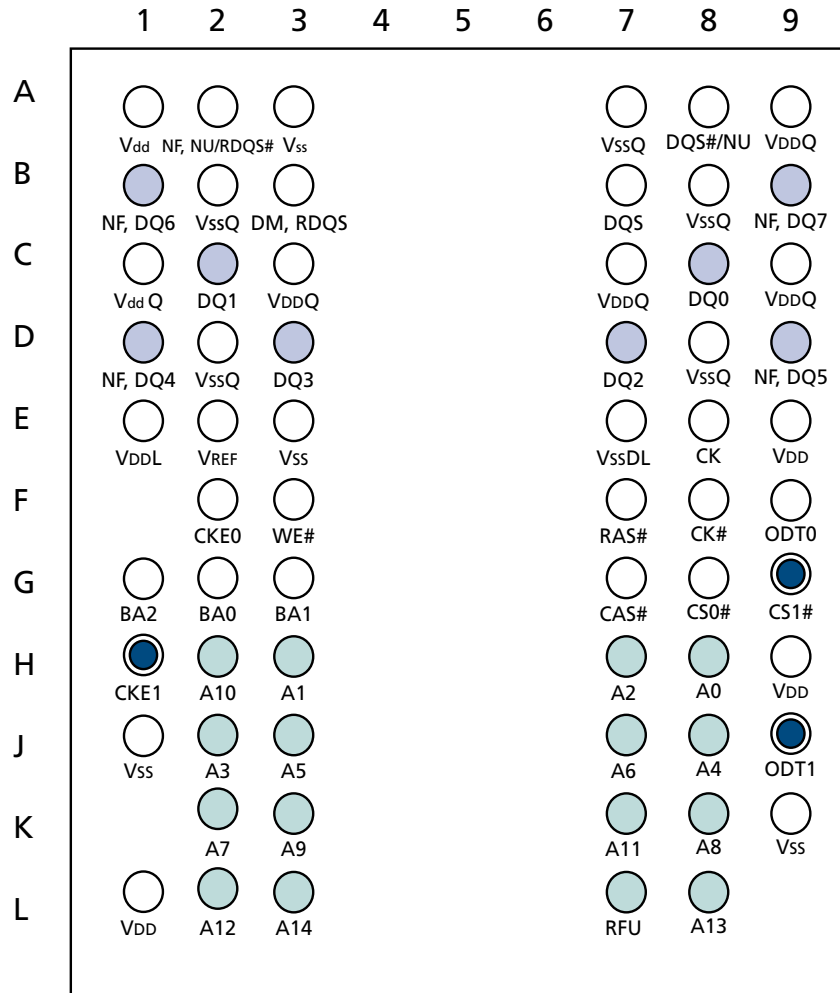 1 2 3 4 5 6 7 8 9
A
Vdd NF, NU/RDQS# Vss VssQ DQS#/NU VDDQ
B
NF, DQ6 VssQ DM, RDQS DQS VssQ NF, DQ7
C
Vdd Q DQ1 VDDQ VDDQ DQ0 VDDQ
D
NF, DQ4 VssQ DQ3 DQ2 VssQ NF, DQ5
E
VDDL VREF Vss VssDL CK VDD
F
CKE0 WE# RAS# CK# ODT0
G
BA2 BA0 BA1 CAS# CS0# CS1#
H
CKE1 A10 A1 A2 A0 VDD
J
Vss A3 A5 A6 A4 ODT1
K
A7 A9 A11 A8 Vss
L
VDD A12 A14 RFU A13